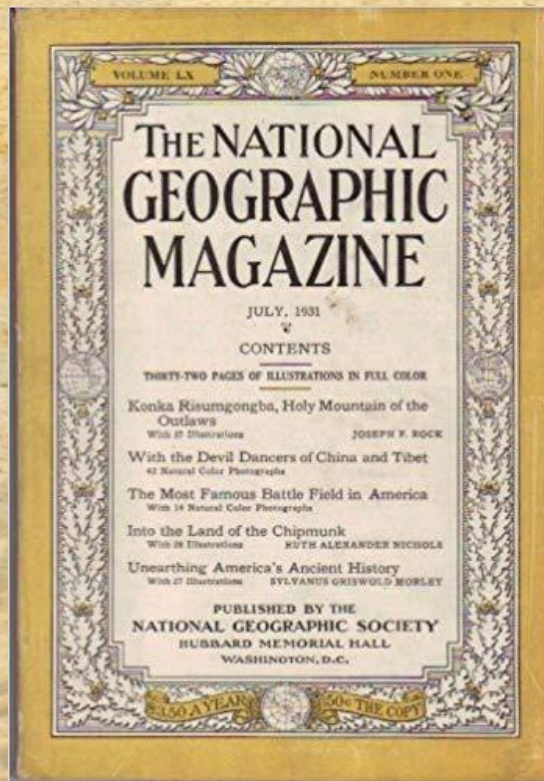 VOLUME LX NUMBER ONE
THE NATIONAL
GEOGRAPHIC
MAGAZINE
JULY, 1931
CONTENTS
THIRTY-TWO PAGES OF ILLUSTRATIONS IN FULL COLOR
Konka Risumgongba, Holy Mountain of the
Outlaws
With 37 Illustrations JOSEPH F. ROCK
With the Devil Dancers of China and Tibet
43 Natural Color Photographs
The Most Famous Battle Field in America
With 14 Natural Color Photographs
Into the Land of the Chipmunk
With 26 Illustrations RUTH ALEXANDER NICHOLS
Unearthing America's Ancient History
With 27 Illustrations SYLVANUS GRISWOLD MORLEY
PUBLISHED BY THE
NATIONAL GEOGRAPHIC SOCIETY
HUBBARD MEMORIAL HALL
WASHINGTON, D.C.
$3.50 A YEAR 50¢ THE COPY